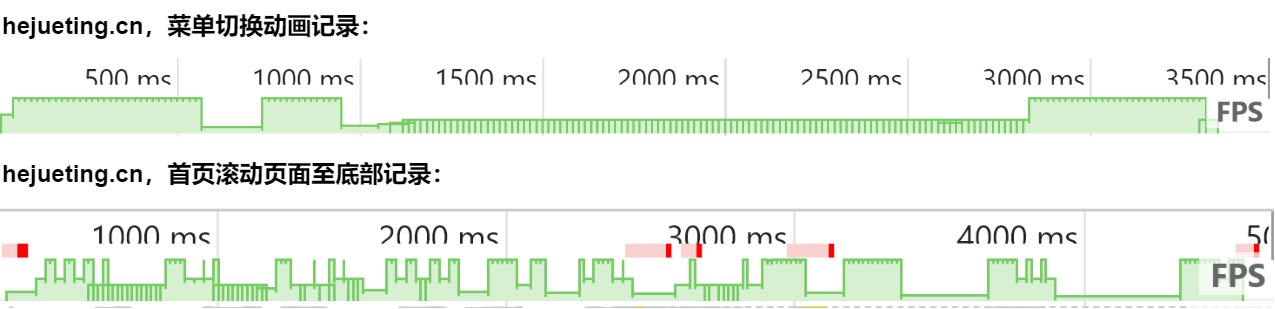 hejueting.cn，菜单切换动画记录：
500 ms 1000 ms 1500 ms 2000 ms 2500 ms 3000 ms 3500 ms
FPS
hejueting.cn，首页滚动页面至底部记录：
1000 ms 2000 ms 3000 ms 4000 ms
FPS